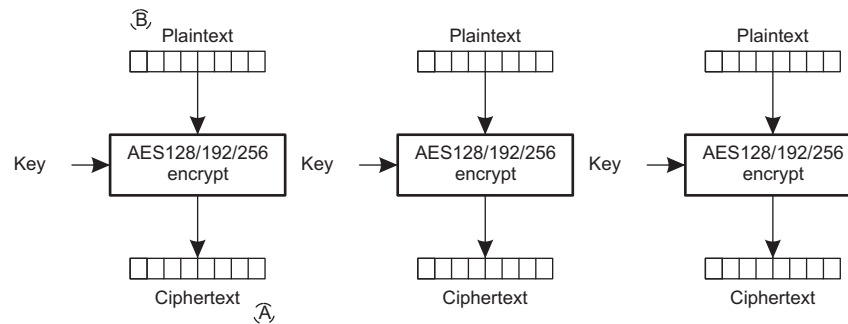 B
Plaintext Plaintext Plaintext
Key AES128/192/256 Key AES128/192/256 Key AES128/192/256
encrypt encrypt encrypt
Ciphertext Ciphertext Ciphertext
A